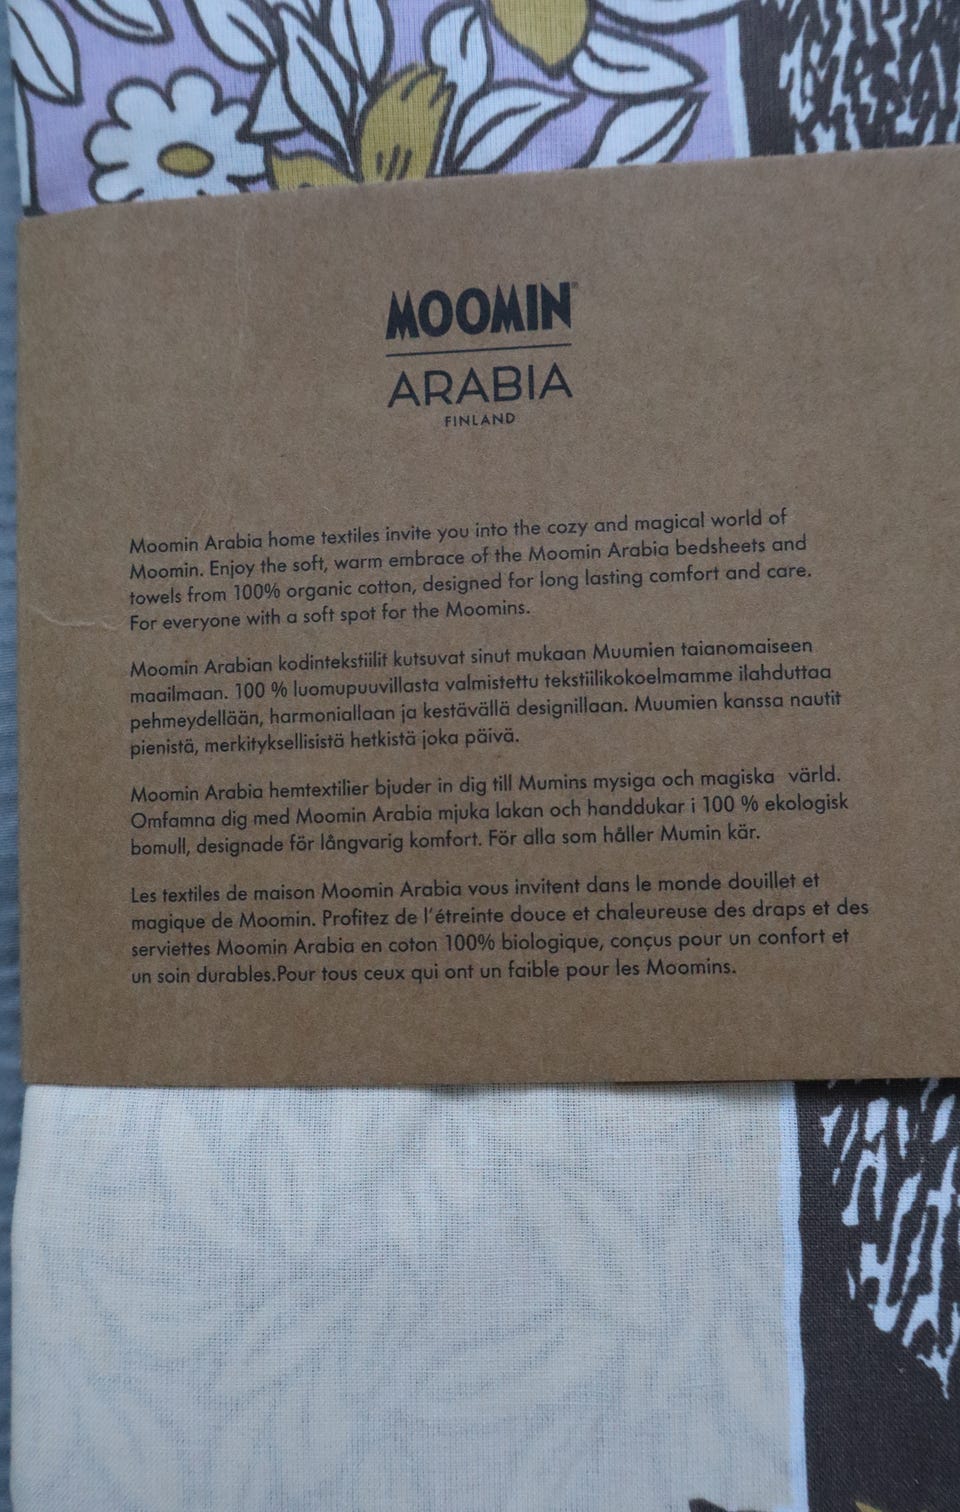 MOOMIN®
ARABIA
FINLAND
Moomin Arabia home textiles invite you into the cozy and magical world of
Moomin. Enjoy the soft, warm embrace of the Moomin Arabia bedsheets and
towels from 100% organic cotton, designed for long lasting comfort and care.
For everyone with a soft spot for the Moomins.
Moomin Arabian kodintekstiilit kutsuvat sinut mukaan Muumien taianomaiseen
maailmaan. 100 % luomupuuvillasta valmistettu tekstiilikokoelmamme ilahduttaa
pehmeydellään, harmoniallaan ja kestävällä designillaan. Muumien kanssa nautit
pienistä, merkityksellisistä hetkistä joka päivä.
Moomin Arabia hemtextilier bjuder in dig till Mumins mysiga och magiska värld.
Omfamna dig med Moomin Arabia mjuka lakan och handdukar i 100 % ekologisk
bomull, designade för långvarig komfort. För alla som håller Mumin kär.
Les textiles de maison Moomin Arabia vous invitent dans le monde douillet et
magique de Moomin. Profitez de l'étreinte douce et chaleureuse des draps et des
serviettes Moomin Arabia en coton 100% biologique, conçus pour un confort et
un soin durables.Pour tous ceux qui ont un faible pour les Moomins.